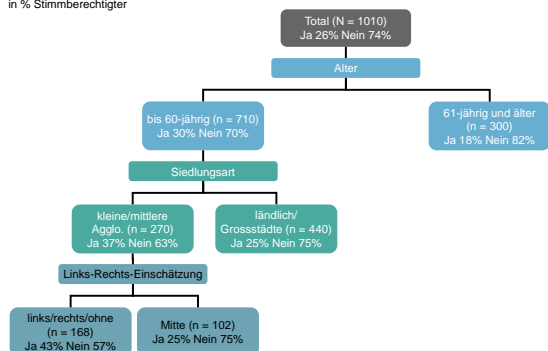 in % Stimmberechtigter
Total (N = 1010)
Ja 26% Nein 74%
Alter
bis 60-jährig (n = 710)
Ja 30% Nein 70%
61-jährig und älter
(n = 300)
Ja 18% Nein 82%
Siedlungsart
kleine/mittlere
Agglo. (n = 270)
Ja 37% Nein 63%
ländlich/
Grossstädte (n = 440)
Ja 25% Nein 75%
Links-Rechts-Einschätzung
links/rechts/ohne
(n = 168)
Ja 43% Nein 57%
Mitte (n = 102)
Ja 25% Nein 75%